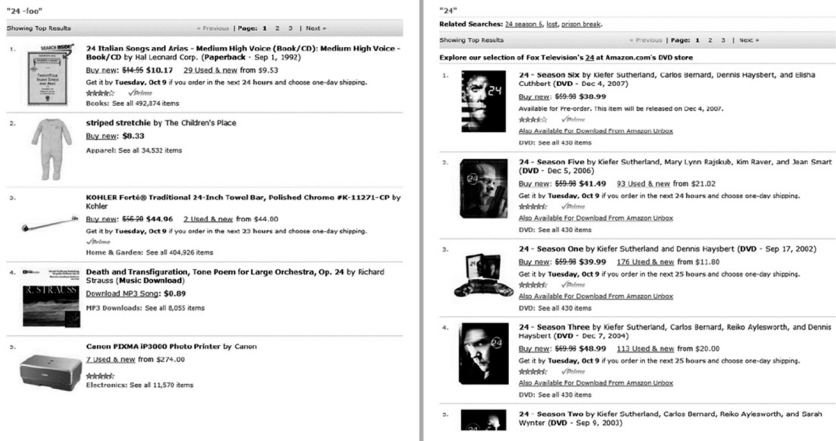 "24 -foo"
Showing Top Results
« Previous | Page: 1 2 3 | Next »
1.
SEARCH INSIDE
24 Italian Songs and Arias - Medium High Voice (Book/CD): Medium High Voice -
Book/CD by Hal Leonard Corp. (Paperback - Sep 1, 1992)
Buy new: $14.95 $10.17 29 Used & new from $9.53
Get it by Tuesday, Oct 9 if you order in the next 24 hours and choose one-day shipping.
Prime
Books: See all 492,874 items
2.
striped stretchie by The Children's Place
Buy new: $8.33
Apparel: See all 34,532 items
3.
KOHLER Forté® Traditional 24-Inch Towel Bar, Polished Chrome #K-11271-CP by
Kohler
Buy new: $44.96 2 Used & new from $44.80
Get it by Tuesday, Oct 9 if you order in the next 23 hours and choose one-day shipping.
Prime
Home & Garden: See all 404,926 items
4.
Death and Transfiguration, Tone Poem for Large Orchestra, Op. 24 by Richard
Strauss (Music Download)
R. STRAUSS
Download MP3 Song: $0.89
MP3 Downloads: See all 8,055 items
5.
Canon PIXMA iP3000 Photo Printer by Canon
7 Used & new from $274.00
Electronics: See all 11,570 items
"24"
Related Searches: 24 season 6, lost, prison break.
Showing Top Results
« Previous | Page: 1 2 3 | Next »
Explore our selection of Fox Television's 24 at Amazon.com's DVD store
1.
24 - Season Six by Kiefer Sutherland, Carlos Bernard, Dennis Haysbert, and Elisha
Cuthbert (DVD - Dec 4, 2007)
24
Buy new: $59.98 $38.99
Available for Pre-order. This item will be released on Dec 4, 2007.
Prime
Also Available For Download From Amazon Unbox
DVD: See all 430 items
2.
24 - Season Five by Kiefer Sutherland, Mary Lynn Rajskub, Kim Raver, and Jean Smart
(DVD - Dec 5, 2006)
24
Buy new: $59.98 $41.49 93 Used & new from $21.02
Get it by Tuesday, Oct 9 if you order in the next 24 hours and choose one-day shipping.
Prime
Also Available For Download From Amazon Unbox
DVD: See all 430 items
3.
24 - Season One by Kiefer Sutherland and Dennis Haysbert (DVD - Sep 17, 2002)
Buy new: $59.98 $39.99 176 Used & new from $11.80
Get it by Tuesday, Oct 9 if you order in the next 25 hours and choose one-day shipping.
Prime
Also Available For Download From Amazon Unbox
DVD: See all 430 items
4.
24 - Season Three by Kiefer Sutherland, Carlos Bernard, Reiko Aylesworth, and Dennis
Haysbert (DVD - Dec 7, 2004)
24
Buy new: $69.98 $48.99 113 Used & new from $20.00
Get it by Tuesday, Oct 9 if you order in the next 25 hours and choose one-day shipping.
Prime
Also Available For Download From Amazon Unbox
DVD: See all 430 items
5.
24 - Season Two by Kiefer Sutherland, Carlos Bernard, Reiko Aylesworth, and Sarah
Wynter (DVD - Sep 9, 2003)
24